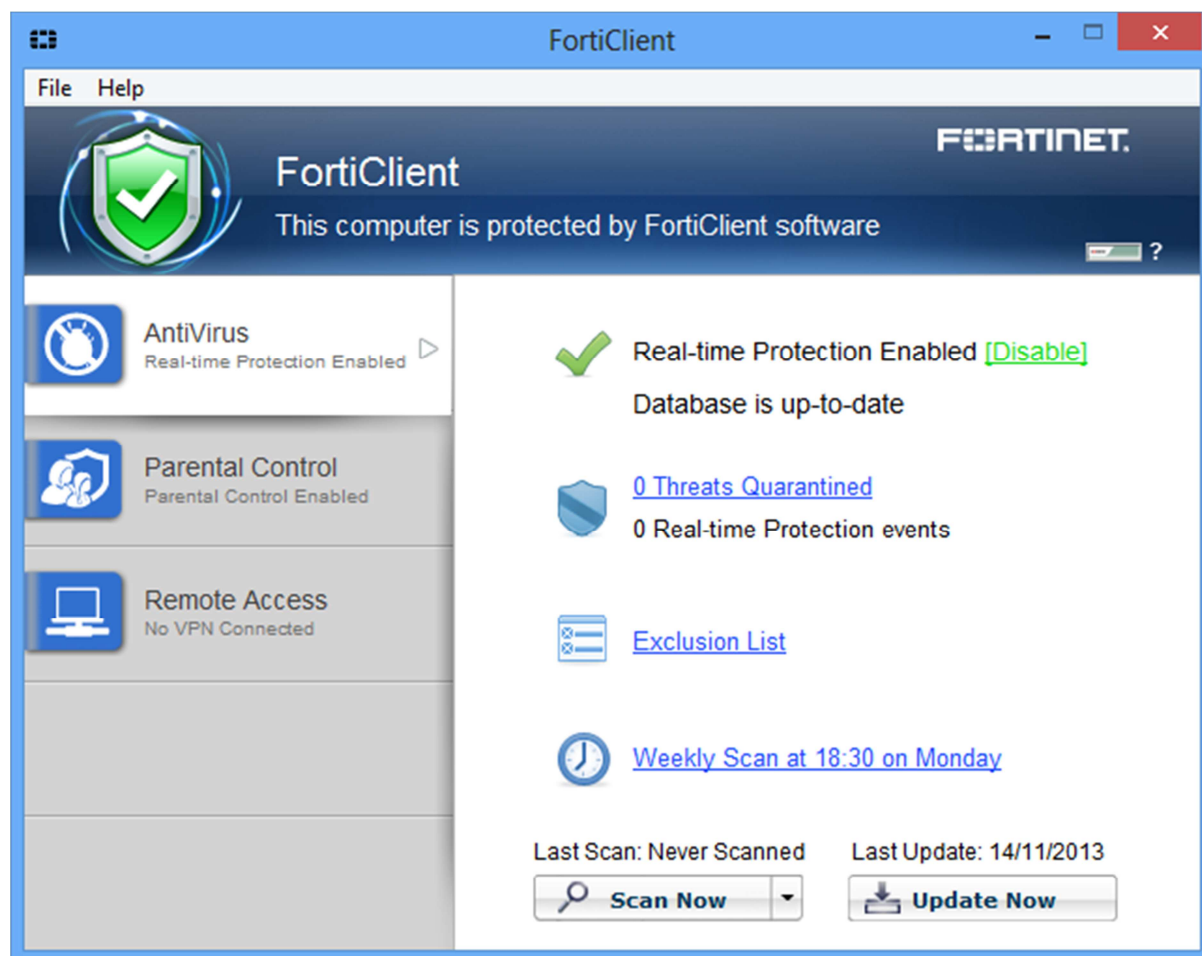 FortiClient
File Help
FORTINET.
FortiClient
This computer is protected by FortiClient software
?
AntiVirus
Real-time Protection Enabled
Parental Control
Parental Control Enabled
Remote Access
No VPN Connected
Real-time Protection Enabled [Disable]
Database is up-to-date
0 Threats Quarantined
0 Real-time Protection events
Exclusion List
Weekly Scan at 18:30 on Monday
Last Scan: Never Scanned
Last Update: 14/11/2013
Scan Now
Update Now